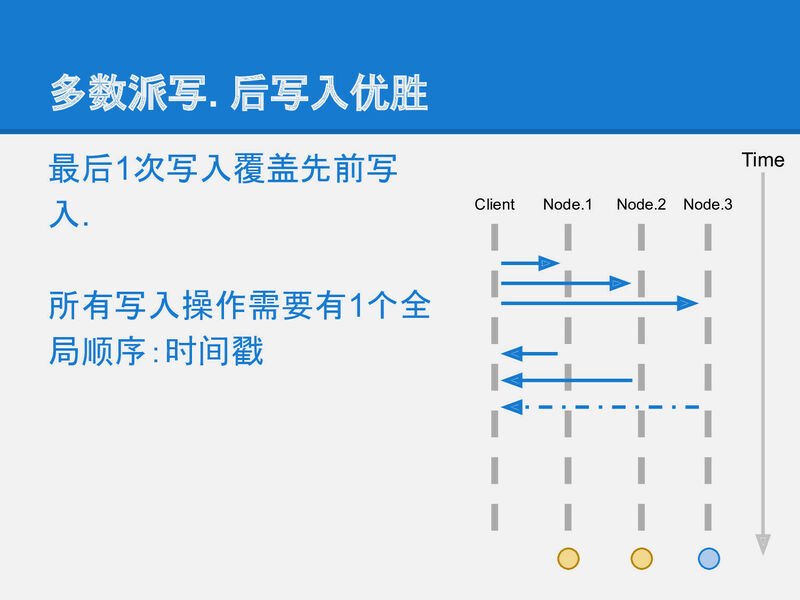 多数派写. 后写入优胜
最后1次写入覆盖先前写
入.
所有写入操作需要有1个全
局顺序:时间戳
Time
Client Node.1 Node.2 Node.3